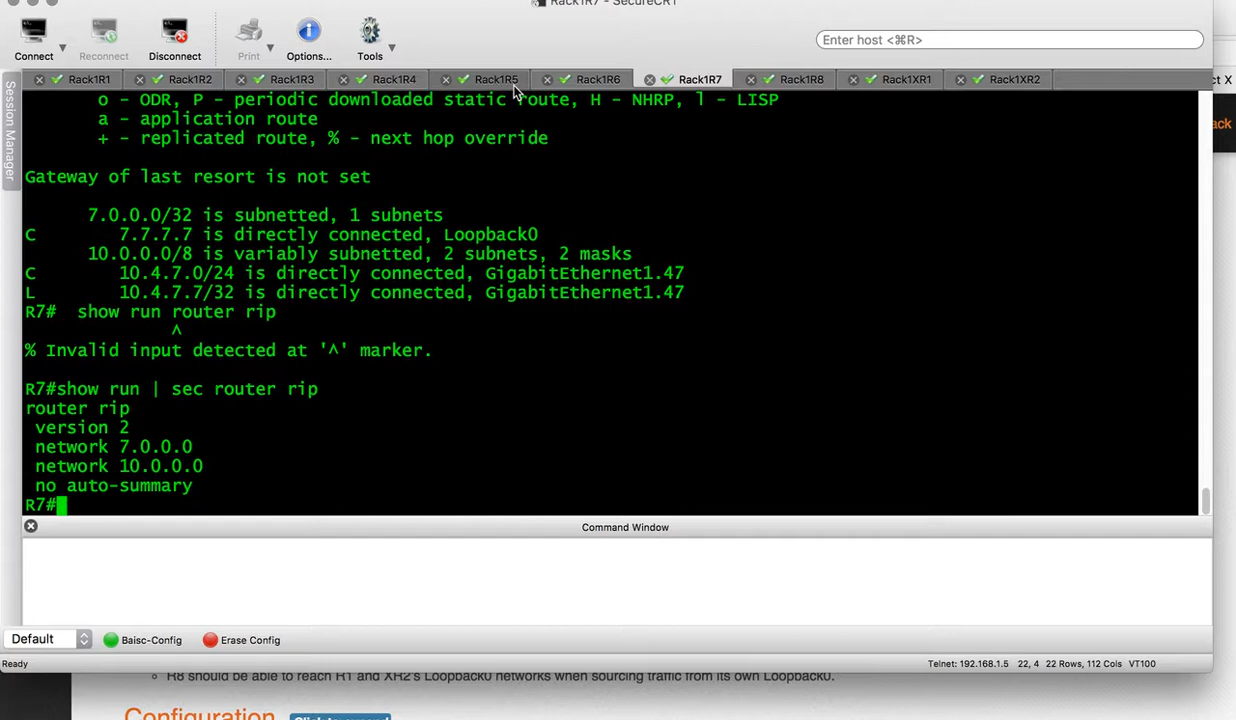 Rack1R7 - SecureCRT
Connect Reconnect Disconnect Print Options... Tools
Enter host <⌘R>
Session Manager
Rack1R1 Rack1R2 Rack1R3 Rack1R4 Rack1R5 Rack1R6 Rack1R7 Rack1R8 Rack1XR1 Rack1XR2
o - ODR, P - periodic downloaded static route, H - NHRP, l - LISP
a - application route
+ - replicated route, % - next hop override
Gateway of last resort is not set
7.0.0.0/32 is subnetted, 1 subnets
C 7.7.7.7 is directly connected, Loopback0
10.0.0.0/8 is variably subnetted, 2 subnets, 2 masks
C 10.4.7.0/24 is directly connected, GigabitEthernet1.47
L 10.4.7.7/32 is directly connected, GigabitEthernet1.47
R7#  show run router rip
^
% Invalid input detected at '^' marker.
R7#show run | sec router rip
router rip
version 2
network 7.0.0.0
network 10.0.0.0
no auto-summary
R7#
Command Window
Default Baisc-Config Erase Config
Ready Telnet: 192.168.1.5 22, 4 22 Rows, 112 Cols VT100
R8 should be able to reach R1 and XR2's Loopback0 networks when sourcing traffic from its own Loopback0.
Configuration